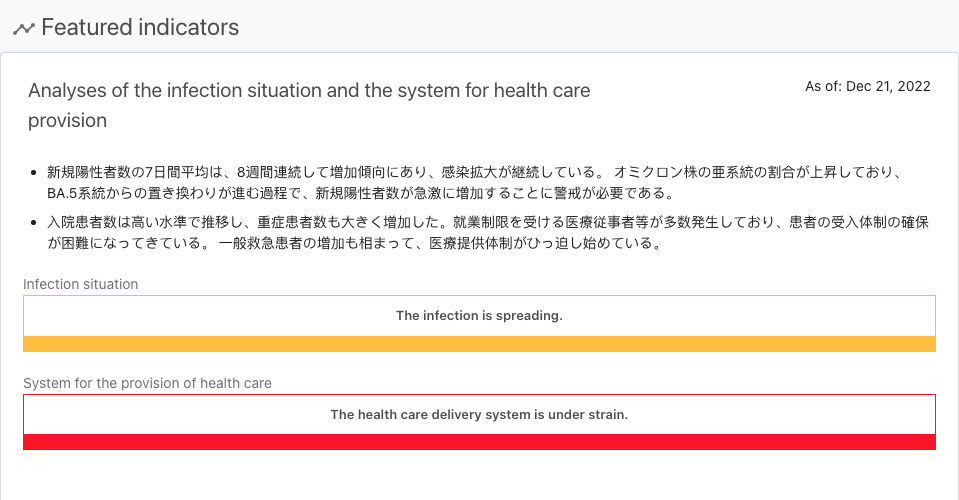 Featured indicators
Analyses of the infection situation and the system for health care
provision
As of: Dec 21, 2022
新規陽性者数の7日間平均は、8週間連続して増加傾向にあり、感染拡大が継続している。 オミクロン株の亜系統の割合が上昇しており、
BA.5系統からの置き換わりが進む過程で、新規陽性者数が急激に増加することに警戒が必要である。
入院患者数は高い水準で推移し、重症患者数も大きく増加した。就業制限を受ける医療従事者等が多数発生しており、患者の受入体制の確保
が困難になってきている。 一般救急患者の増加も相まって、医療提供体制がひっ迫し始めている。
Infection situation
The infection is spreading.
System for the provision of health care
The health care delivery system is under strain.